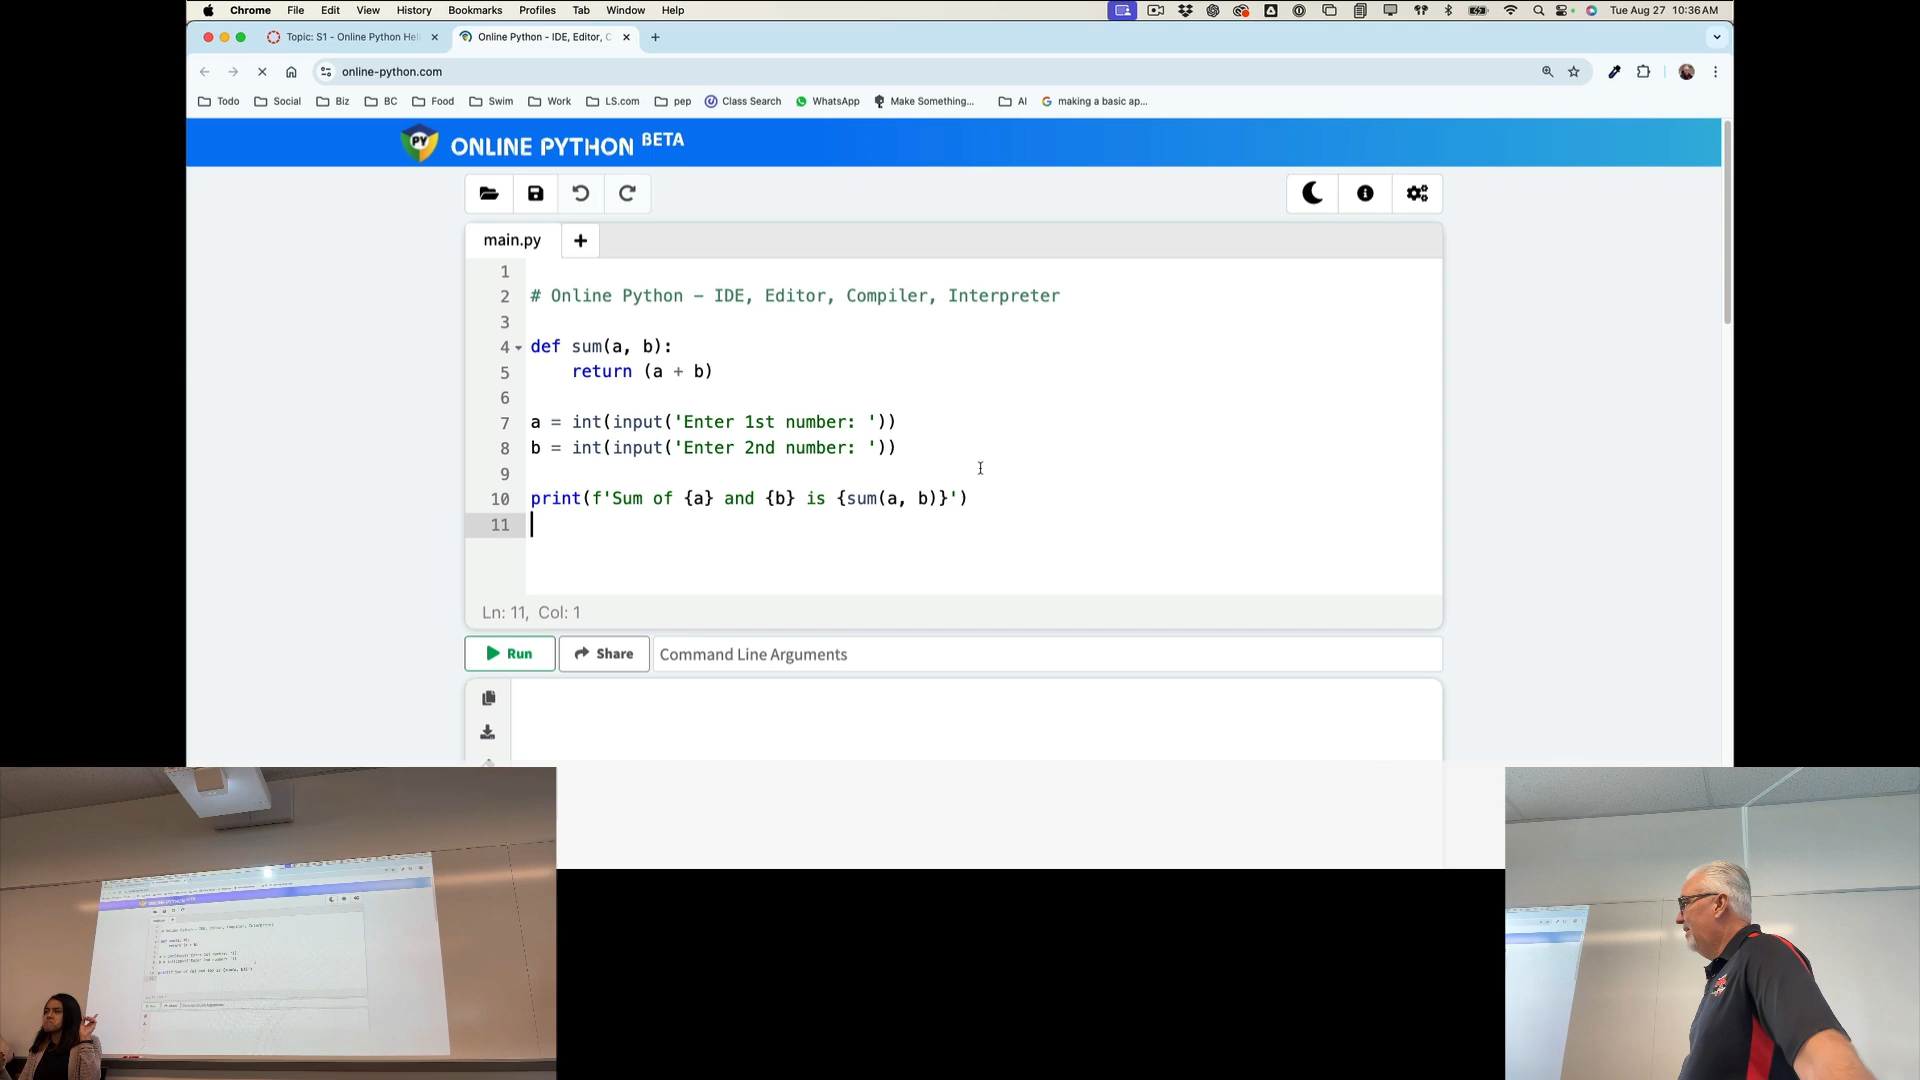 Chrome File Edit View History Bookmarks Profiles Tab Window Help Tue Aug 27 10:36 AM
Topic: S1 - Online Python Hel Online Python - IDE, Editor, C
online-python.com
Todo Social Biz BC Food Swim Work LS.com pep Class Search WhatsApp Make Something... AI making a basic ap...
PY ONLINE PYTHON BETA
main.py
1
2 # Online Python - IDE, Editor, Compiler, Interpreter
3
4 def sum(a, b):
5 return (a + b)
6
7 a = int(input('Enter 1st number: '))
8 b = int(input('Enter 2nd number: '))
9
10 print(f'Sum of {a} and {b} is {sum(a, b)}')
11
Ln: 11, Col: 1
Run Share Command Line Arguments